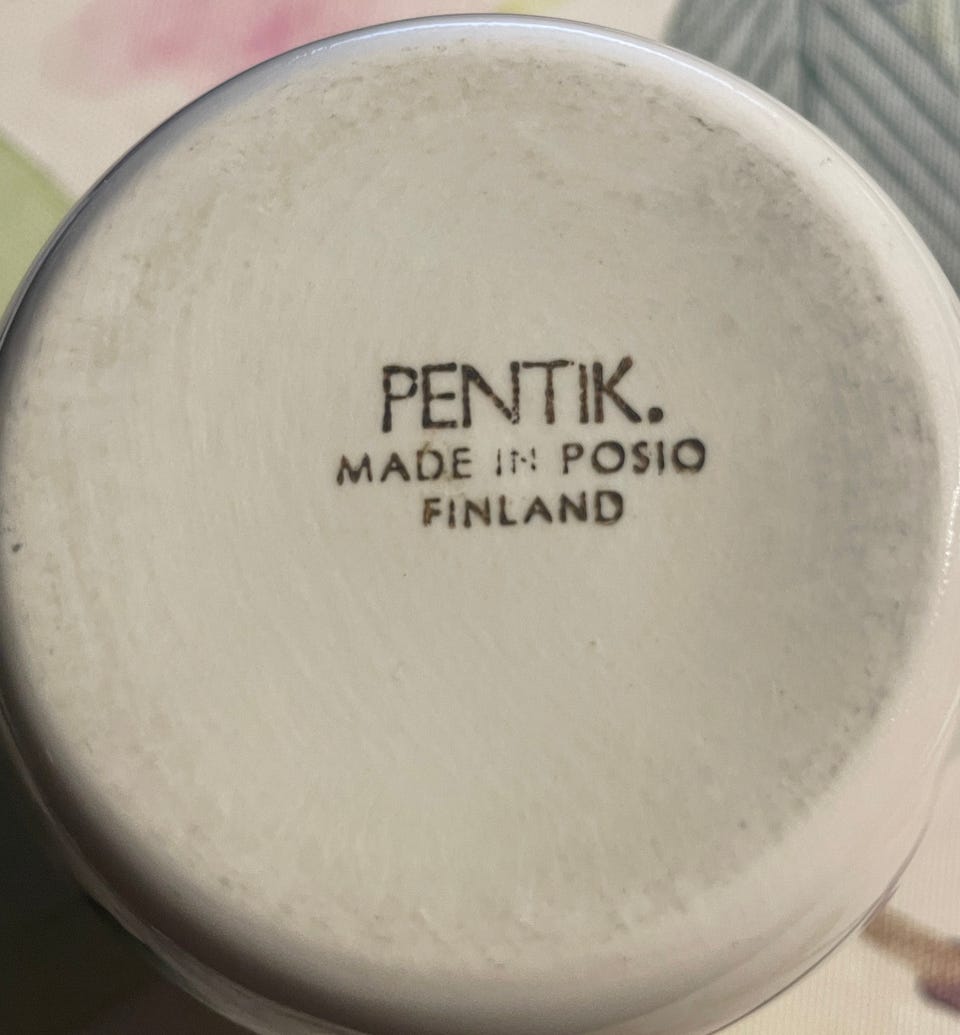 PENTIK.
MADE IN POSIO
FINLAND